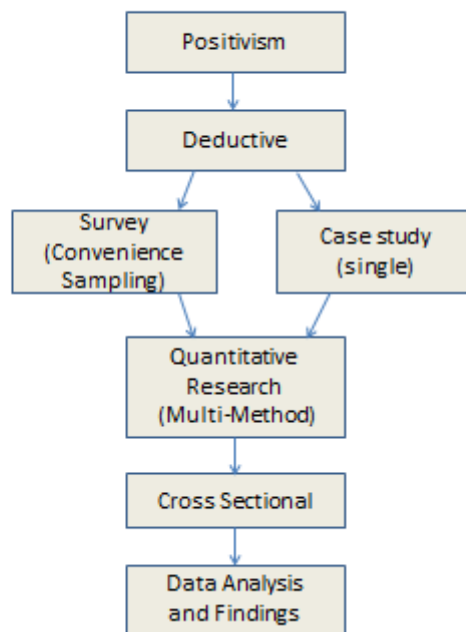 Positivism
Deductive
Survey
(Convenience
Sampling)
Case study
(single)
Quantitative
Research
(Multi-Method)
Cross Sectional
Data Analysis
and Findings